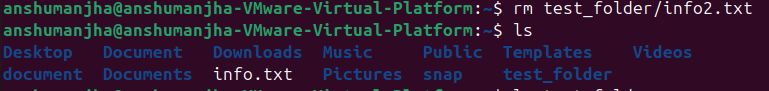 anshumanjha@anshumanjha-VMware-Virtual-Platform:~$ rm test_folder/info2.txt
anshumanjha@anshumanjha-VMware-Virtual-Platform:~$ ls
Desktop   Document   Downloads  Music     Public  Templates    Videos
document  Documents  info.txt   Pictures  snap    test_folder